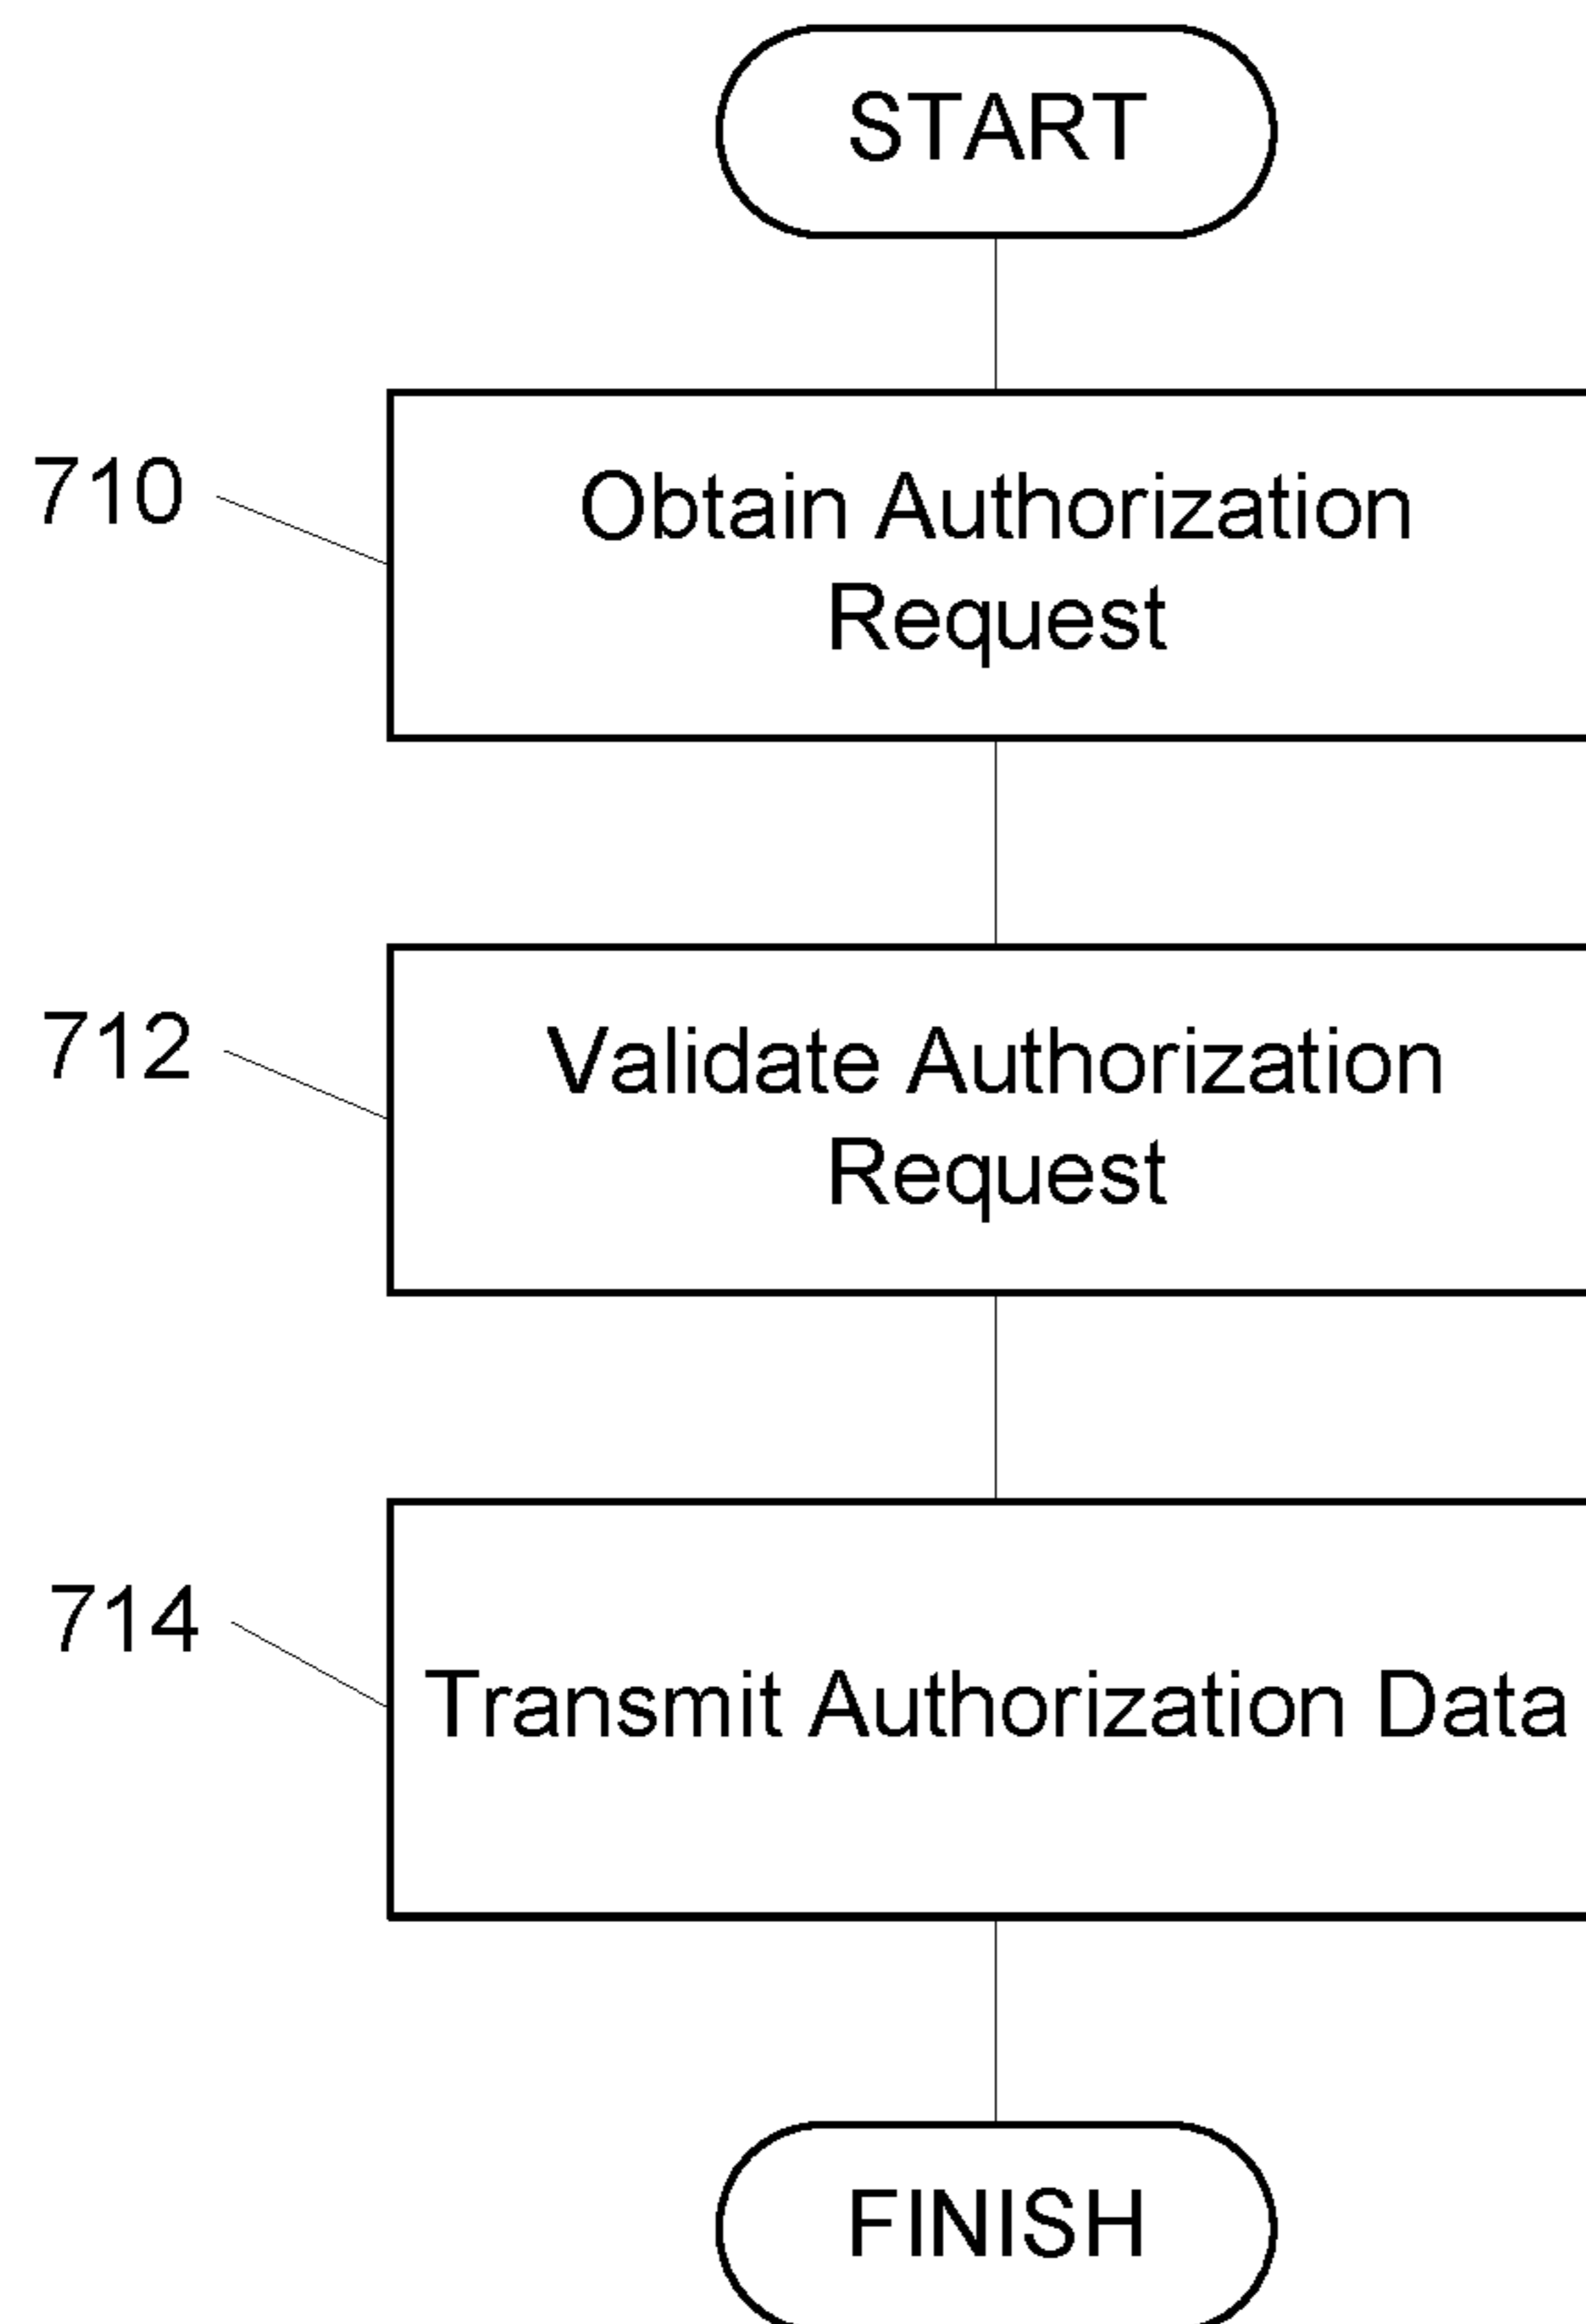 START
710
Obtain Authorization
Request
712
Validate Authorization
Request
714
Transmit Authorization Data
FINISH